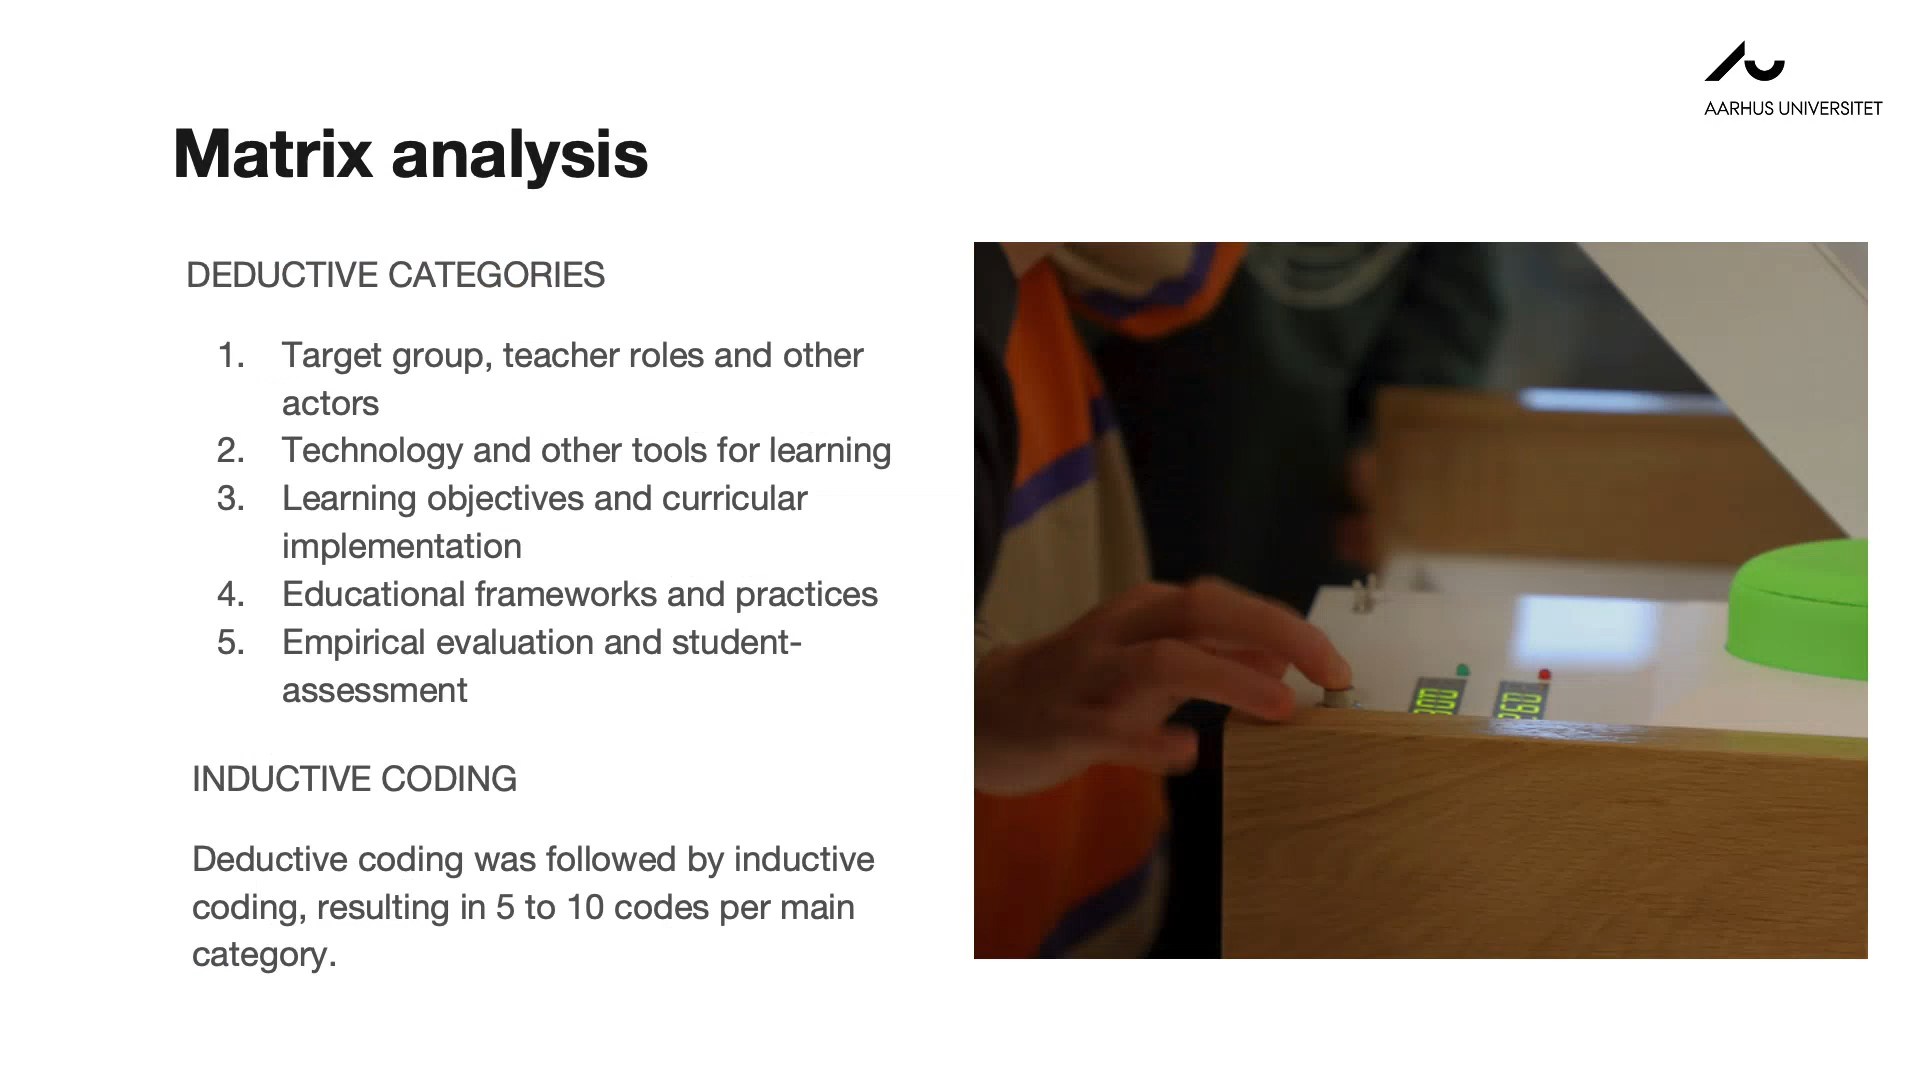 AARHUS UNIVERSITET
Matrix analysis
DEDUCTIVE CATEGORIES
1. Target group, teacher roles and other
actors
2. Technology and other tools for learning
3. Learning objectives and curricular
implementation
4. Educational frameworks and practices
5. Empirical evaluation and student-
assessment
INDUCTIVE CODING
Deductive coding was followed by inductive
coding, resulting in 5 to 10 codes per main
category.